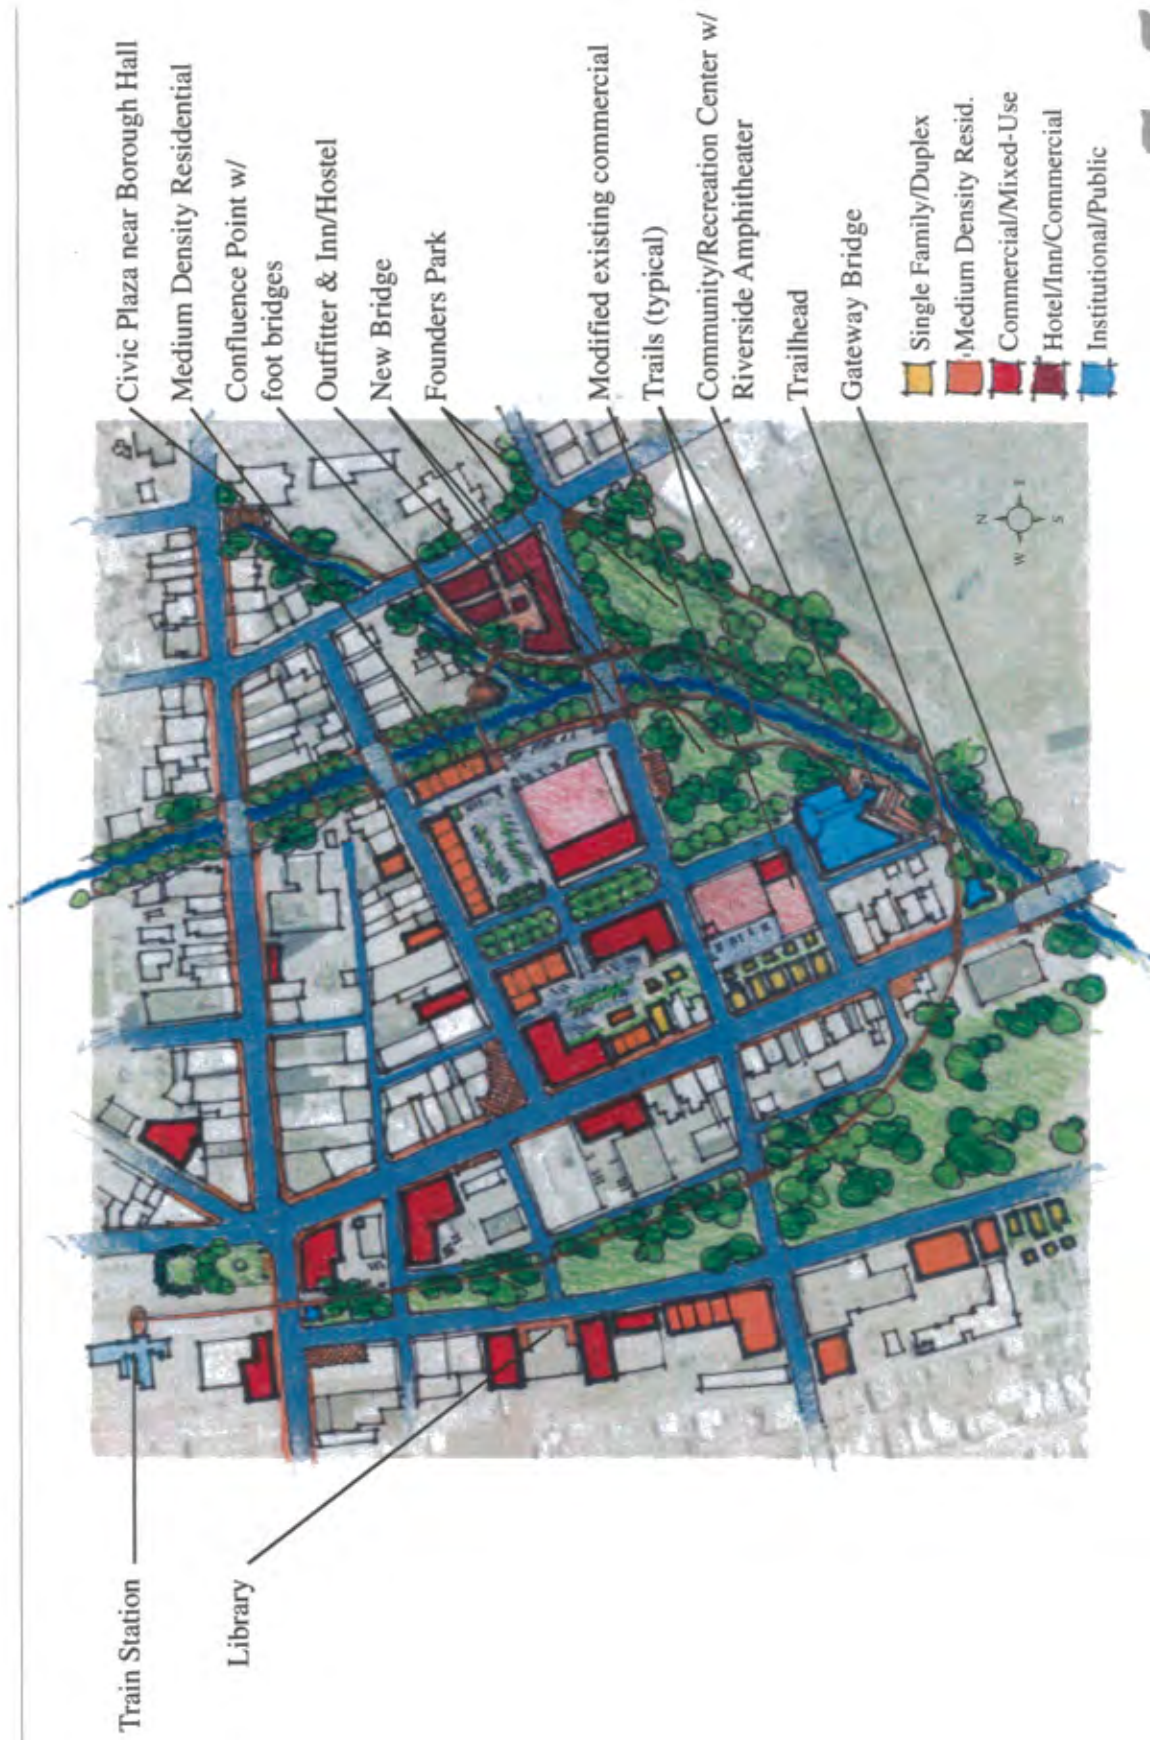 Train Station
Library
Civic Plaza near Borough Hall
Medium Density Residential
Confluence Point w/
foot bridges
Outfitter & Inn/Hostel
New Bridge
Founders Park
Modified existing commercial
Trails (typical)
Community/Recreation Center w/
Riverside Amphitheater
Trailhead
Gateway Bridge
Single Family/Duplex
Medium Density Resid.
Commercial/Mixed-Use
Hotel/Inn/Commercial
Institutional/Public
N
W
E
S